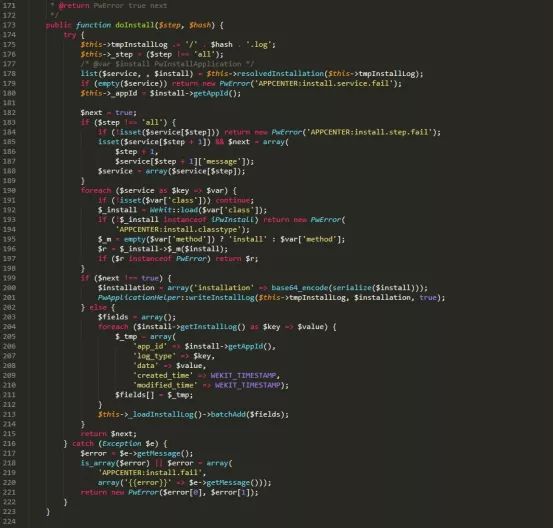 171 * @return PwError true next
172 */
173 public function doInstall($step, $hash) {
174 try {
175 $this->tmpInstallLog .= '/' . $hash . '.log';
176 $this->_step = ($step !== 'all');
177 /* @var $install PwInstallApplication */
178 list($service, , $install) = $this->resolvedInstallation($this->tmpInstallLog);
179 if (empty($service)) return new PwError('APPCENTER:install.service.fail');
180 $this->_appId = $install->getAppId();
181
182 $next = true;
183 if ($step !== 'all') {
184 if (!isset($service[$step])) return new PwError('APPCENTER:install.step.fail');
185 isset($service[$step + 1]) && $next = array(
186 $step + 1,
187 $service[$step + 1]['message']);
188 $service = array($service[$step]);
189 }
190 foreach ($service as $key => $var) {
191 if (!isset($var['class'])) continue;
192 $_install = Wekit::load($var['class']);
193 if (!$_install instanceof iPwInstall) return new PwError(
194 'APPCENTER:install.classtype');
195 $_m = empty($var['method']) ? 'install' : $var['method'];
196 $r = $_install->$_m($install);
197 if ($r instanceof PwError) return $r;
198 }
199 if ($next !== true) {
200 $installation = array('installation' => base64_encode(serialize($install)));
201 PwApplicationHelper::writeInstallLog($this->tmpInstallLog, $installation, true);
202 } else {
203 $fields = array();
204 foreach ($install->getInstallLog() as $key => $value) {
205 $_tmp = array(
206 'app_id' => $install->getAppId(),
207 'log_type' => $key,
208 'data' => $value,
209 'created_time' => WEKIT_TIMESTAMP,
210 'modified_time' => WEKIT_TIMESTAMP);
211 $fields[] = $_tmp;
212 }
213 $this->_loadInstallLog()->batchAdd($fields);
214 }
215 return $next;
216 } catch (Exception $e) {
217 $error = $e->getMessage();
218 is_array($error) || $error = array(
219 'APPCENTER:install.fail',
220 array('{{error}}' => $e->getMessage()));
221 return new PwError($error[0], $error[1]);
222 }
223 }
224